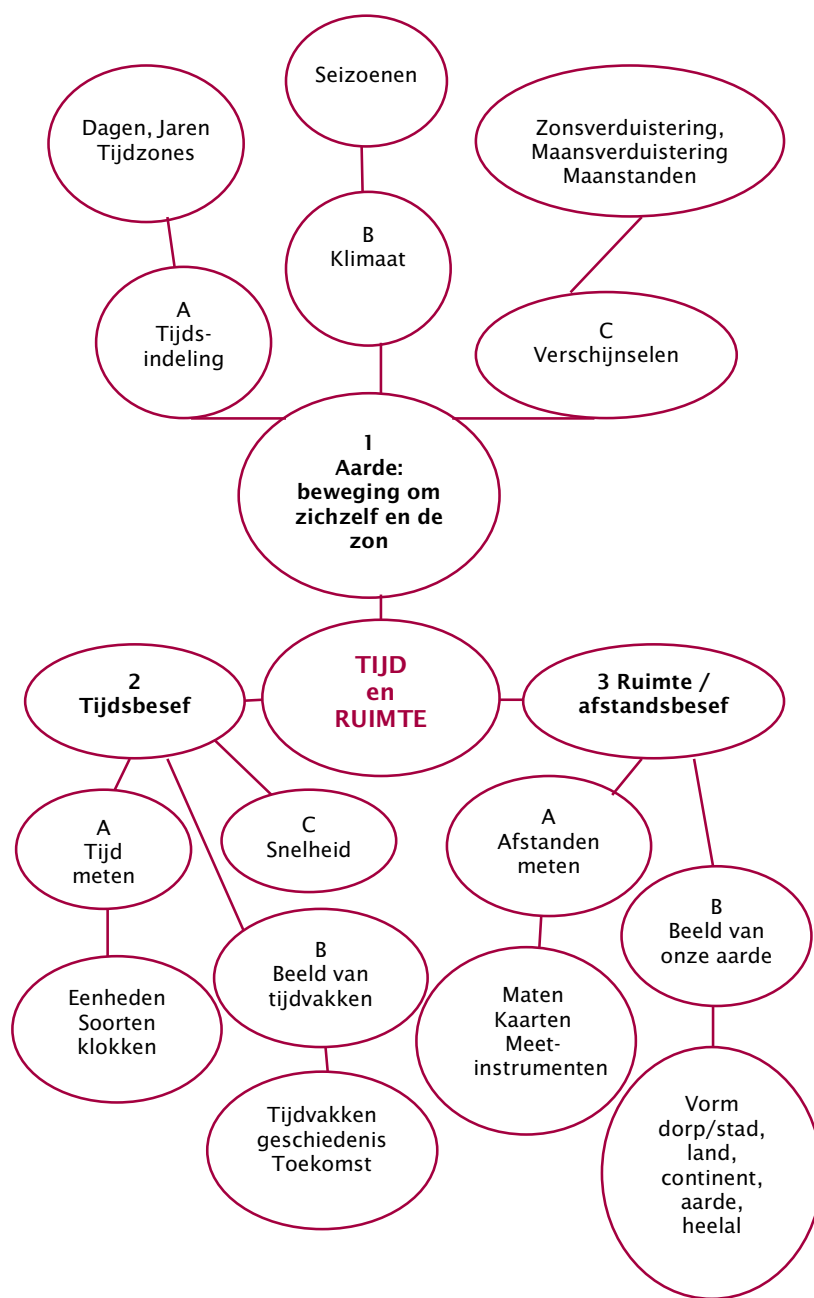 Seizoenen
Dagen, Jaren
Tijdzones
Zonsverduistering,
Maansverduistering
Maanstanden
B
Klimaat
A
Tijds-
indeling
C
Verschijnselen
1
Aarde:
beweging om
zichzelf en de
zon
TIJD
en
RUIMTE
2
Tijdsbesef
3 Ruimte /
afstandsbesef
A
Tijd
meten
C
Snelheid
A
Afstanden
meten
B
Beeld van
onze aarde
B
Beeld van
tijdvakken
Eenheden
Soorten
klokken
Maten
Kaarten
Meet-
instrumenten
Tijdvakken
geschiedenis
Toekomst
Vorm
dorp/stad,
land,
continent,
aarde,
heelal